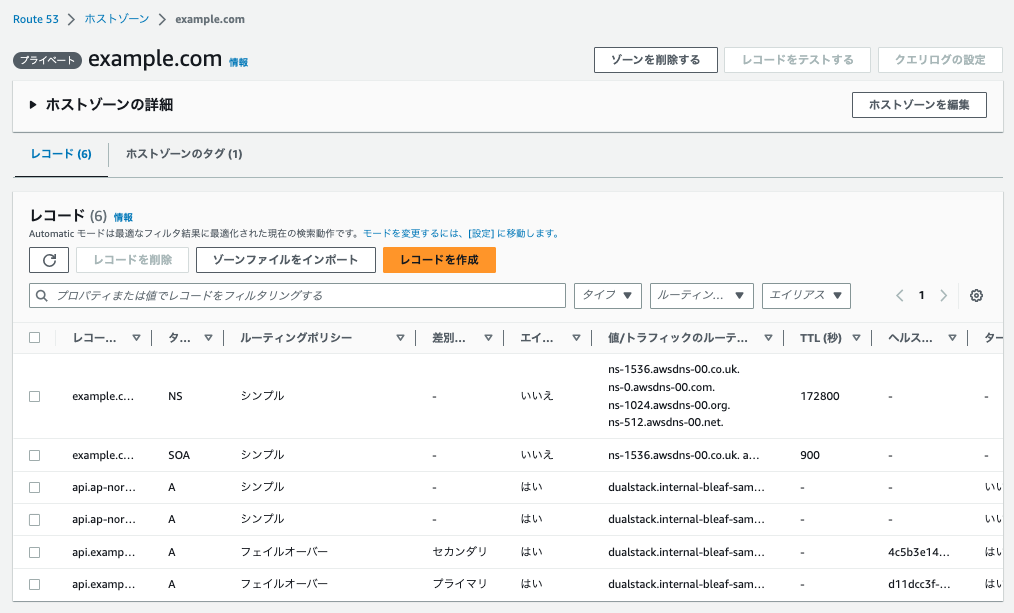 Route 53 > ホストゾーン > example.com
プライベート example.com 情報 ゾーンを削除する レコードをテストする クエリログの設定
ホストゾーンの詳細 ホストゾーンを編集
レコード (6) ホストゾーンのタグ (1)
レコード (6) 情報
Automatic モードは最適なフィルタ結果に最適化された現在の検索動作です。モードを変更するには、[設定] に移動します。
レコードを削除 ゾーンファイルをインポート レコードを作成
プロパティまたは値でレコードをフィルタリングする タイプ ルーティン... エイリアス 1
レコー... タ... ルーティングポリシー 差別... エイ... 値/トラフィックのルーテ... TTL (秒) ヘルス... ター
ns-1536.awsdns-00.co.uk.
ns-0.awsdns-00.com.
example.c... NS シンプル - いいえ 172800 - -
ns-1024.awsdns-00.org.
ns-512.awsdns-00.net.
example.c... SOA シンプル - いいえ ns-1536.awsdns-00.co.uk. a... 900 - -
api.ap-nor... A シンプル - はい dualstack.internal-bleaf-sam... - - いい
api.ap-nor... A シンプル - はい dualstack.internal-bleaf-sam... - - いい
api.examp... A フェイルオーバー セカンダリ はい dualstack.internal-bleaf-sam... - 4c5b3e14... はい
api.examp... A フェイルオーバー プライマリ はい dualstack.internal-bleaf-sam... - d11dcc3f-... はい